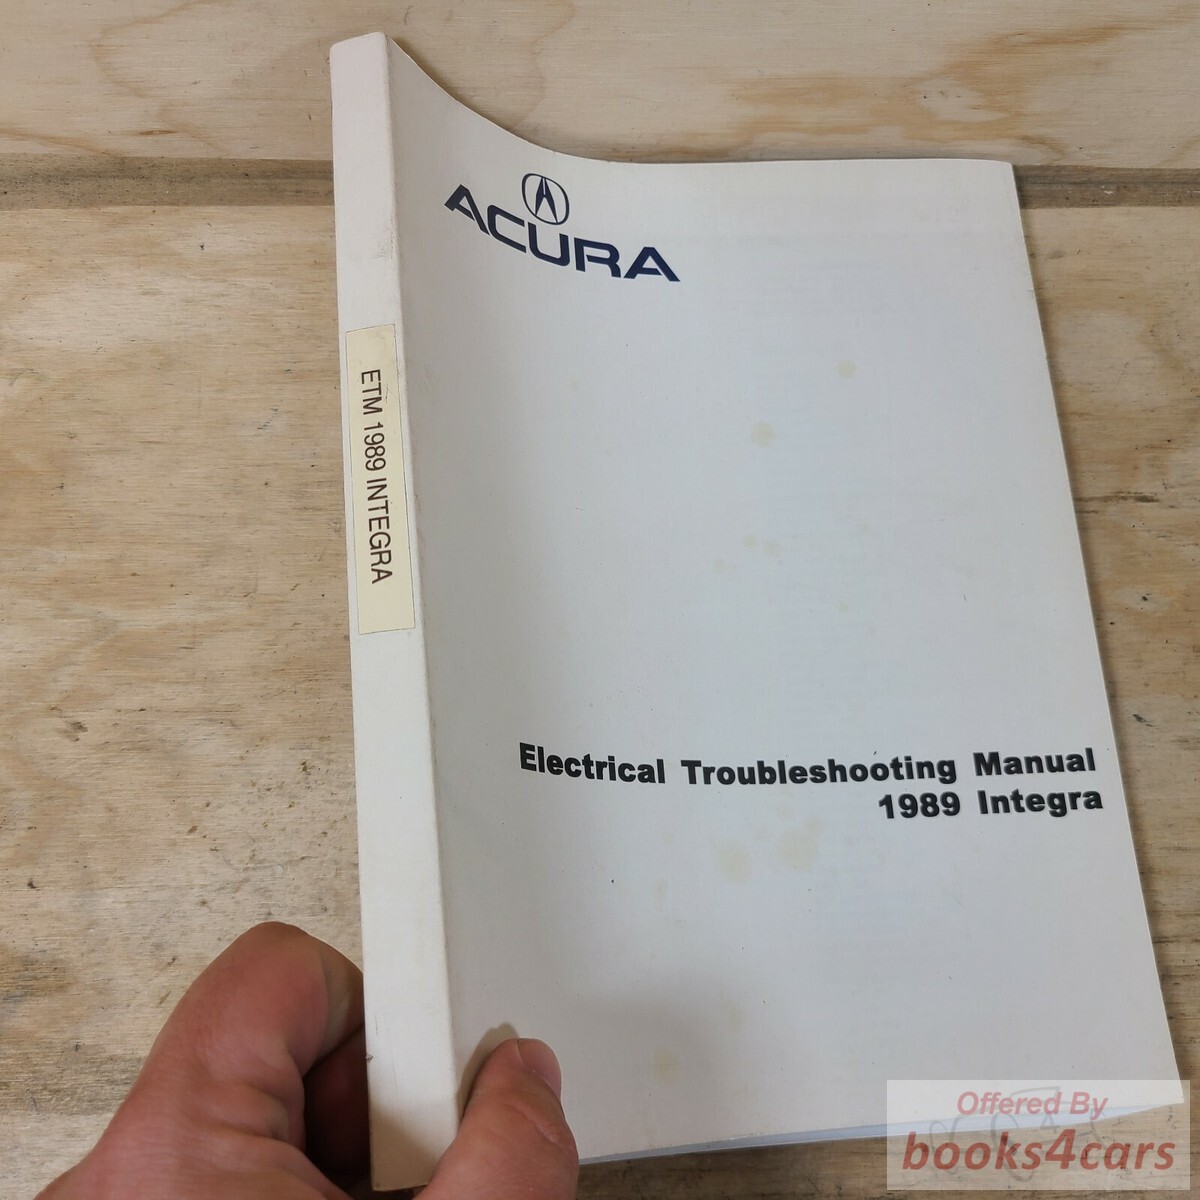 ACURA
ETM 1989 INTEGRA
Electrical Troubleshooting Manual
1989 Integra
Offered By
books4cars